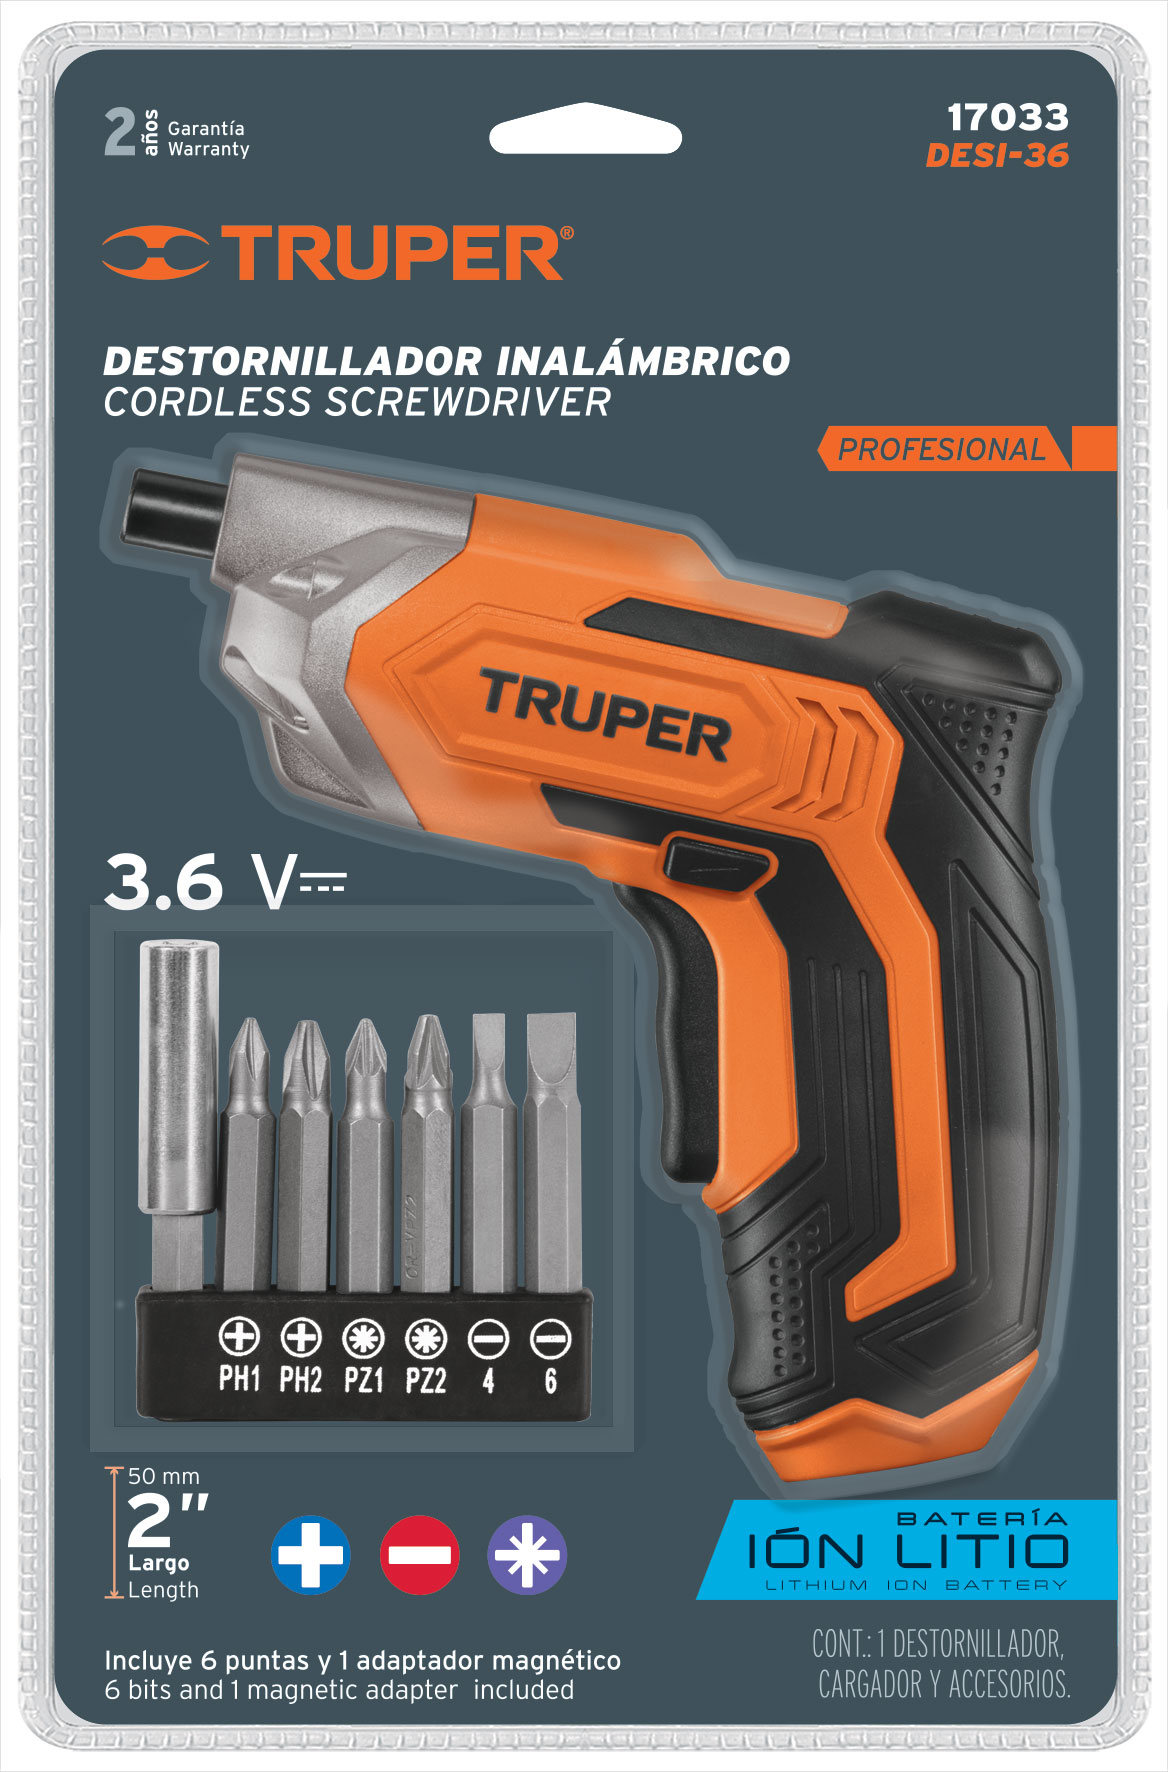 2 años Garantía
Warranty
17033
DESI-36
TRUPER®
DESTORNILLADOR INALÁMBRICO
CORDLESS SCREWDRIVER
PROFESIONAL
TRUPER
3.6 V
CR-V PZ2
PH1 PH2 PZ1 PZ2 4 6
50 mm
2"
Largo
Length
BATERÍA
IÓN LITIO
LITHIUM ION BATTERY
CONT.: 1 DESTORNILLADOR,
CARGADOR Y ACCESORIOS.
Incluye 6 puntas y 1 adaptador magnético
6 bits and 1 magnetic adapter included